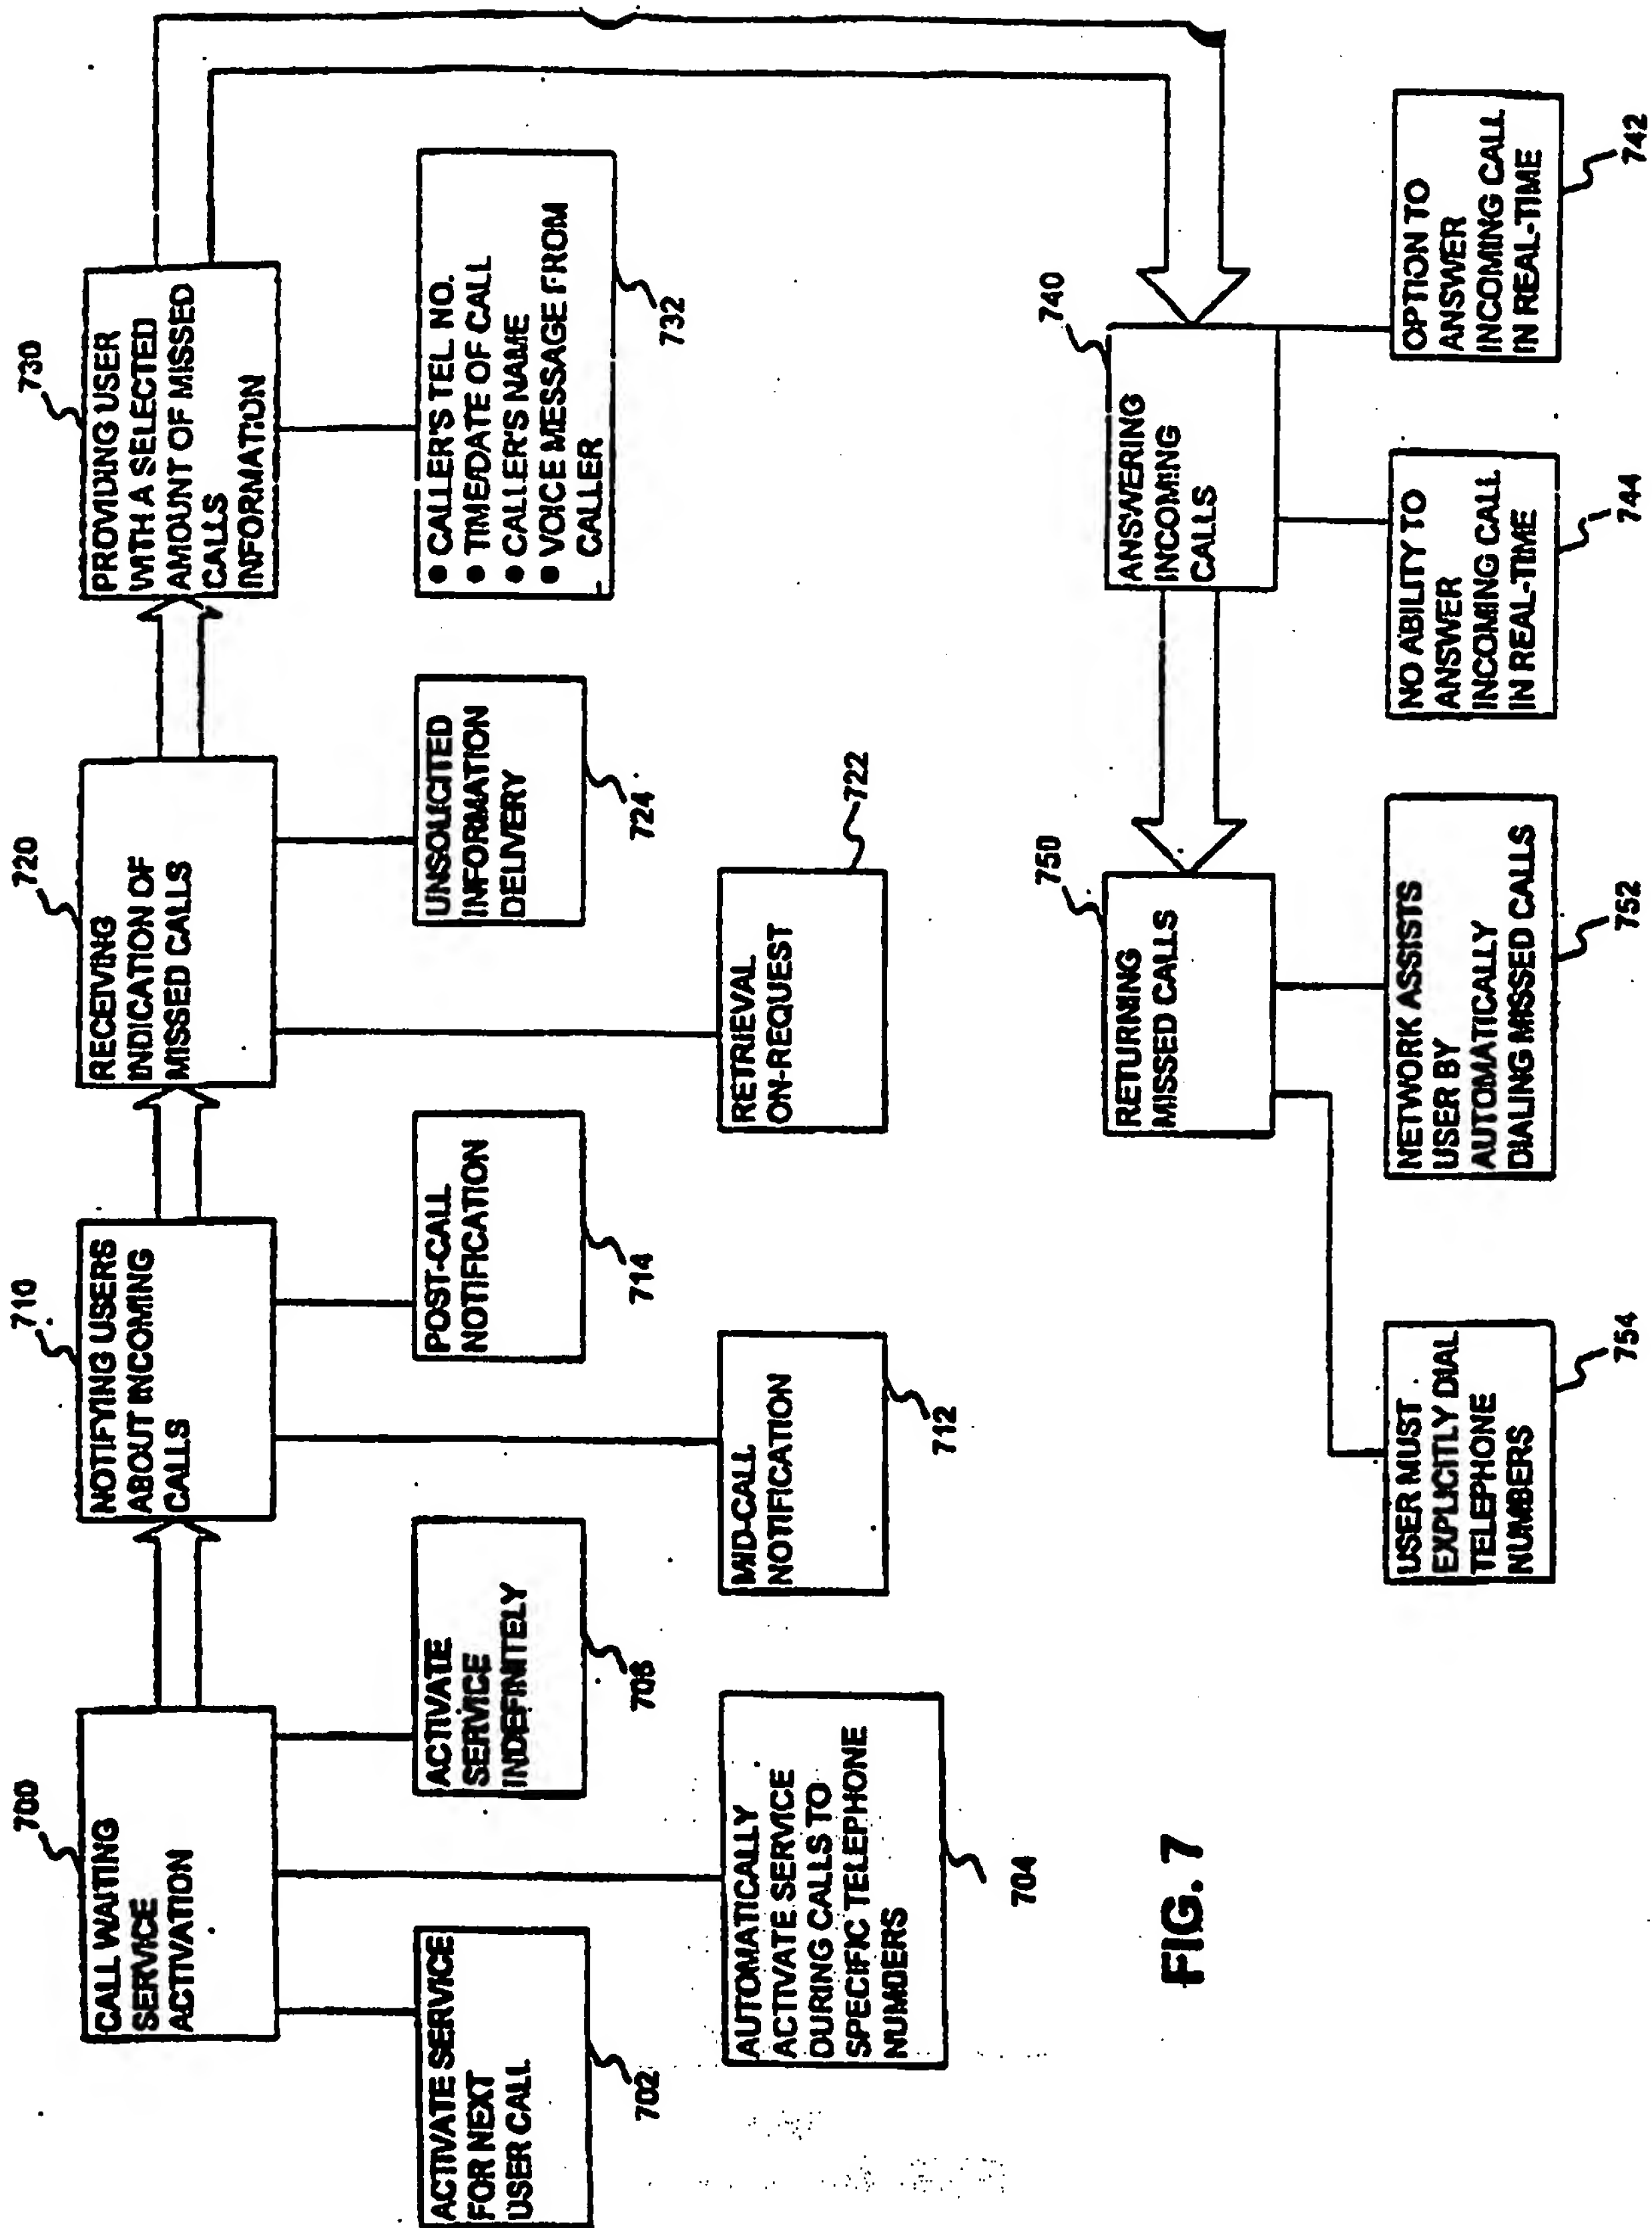 700
CALL WAITING
SERVICE
ACTIVATION
710
NOTIFYING USERS
ABOUT INCOMING
CALLS
720
RECEIVING
INDICATION OF
MISSED CALLS
730
PROVIDING USER
WITH A SELECTED
AMOUNT OF MISSED
CALLS
INFORMATION
ACTIVATE SERVICE
FOR NEXT
USER CALL
702
ACTIVATE
SERVICE
INDEFINITELY
706
POST-CALL
NOTIFICATION
714
UNSOLICITED
INFORMATION
DELIVERY
724
● CALLER'S TEL NO.
● TIME/DATE OF CALL
● CALLER'S NAME
● VOICE MESSAGE FROM
CALLER
732
AUTOMATICALLY
ACTIVATE SERVICE
DURING CALLS TO
SPECIFIC TELEPHONE
NUMBERS
704
MID-CALL
NOTIFICATION
712
RETRIEVAL
ON-REQUEST
722
750
RETURNING
MISSED CALLS
740
ANSWERING
INCOMING
CALLS
USER MUST
EXPLICITLY DIAL
TELEPHONE
NUMBERS
754
NETWORK ASSISTS
USER BY
AUTOMATICALLY
DIALING MISSED CALLS
752
NO ABILITY TO
ANSWER
INCOMING CALL
IN REAL-TIME
744
OPTION TO
ANSWER
INCOMING CALL
IN REAL-TIME
742
FIG. 7